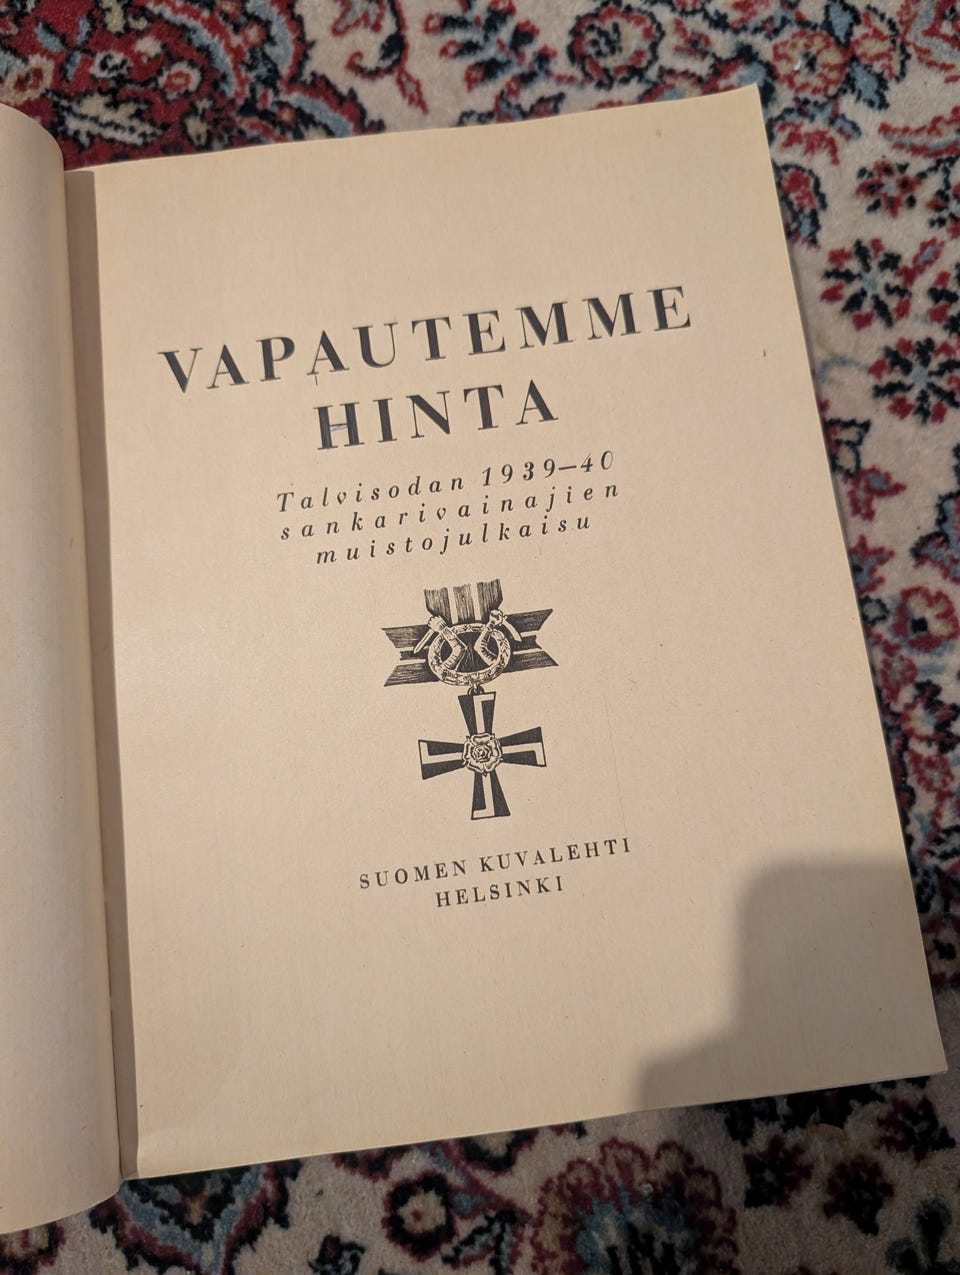 VAPAUTEMME
HINTA
Talvisodan 1939—40
sankarivainajien
muistojulkaisu
SUOMEN KUVALEHTI
HELSINKI